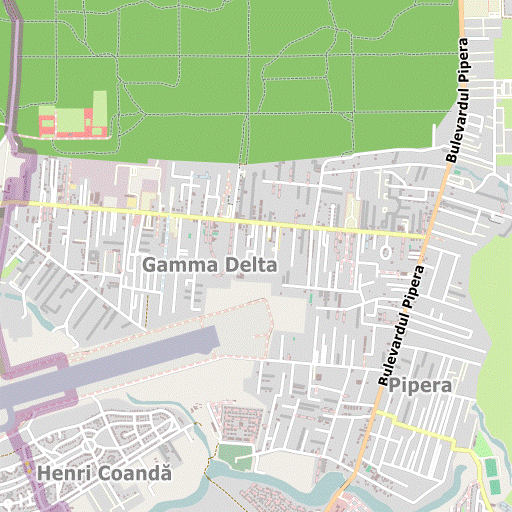 Bulevardul Pipera
Gamma Delta
Bulevardul Pipera
Pipera
Henri Coandă